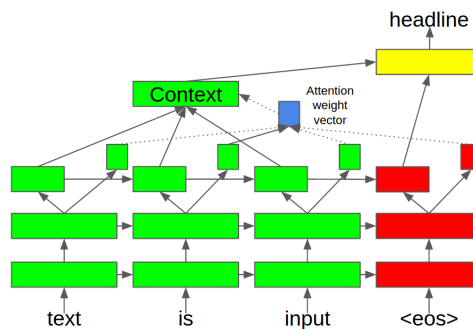 headline
Context
Attention
weight
vector
text is input <eos>